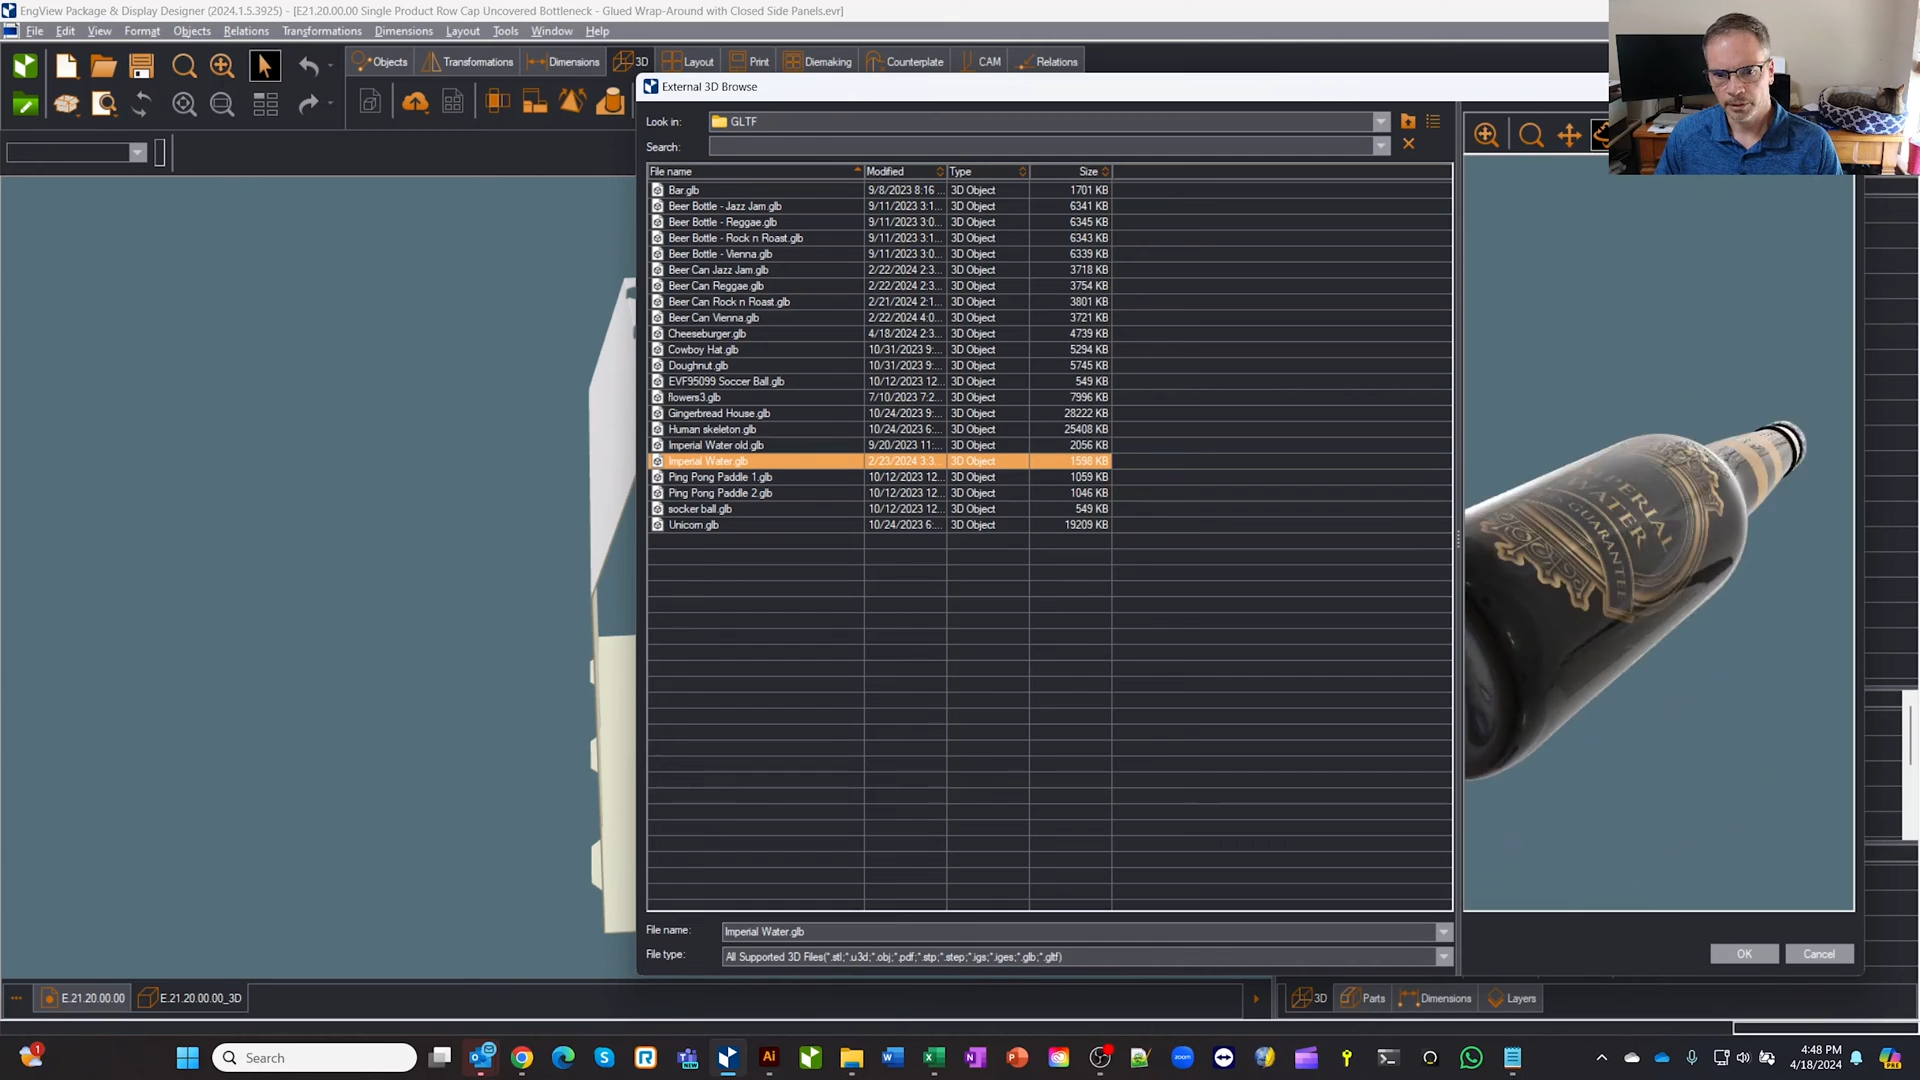 EngView Package & Display Designer (2024.1.5.3925) - [E21.20.00.00 Single Product Row Cap Uncovered Bottleneck - Glued Wrap-Around with Closed Side Panels.evr]
File Edit View Format Objects Relations Transformations Dimensions Layout Tools Window Help
Objects Transformations Dimensions 3D Layout Print Diemaking Counterplate CAM Relations
External 3D Browse
Look in: GLTF
Search:
File name Modified Type Size
Bar.glb 9/8/2023 8:16 ... 3D Object 1701 KB
Beer Bottle - Jazz Jam.glb 9/11/2023 3:1... 3D Object 6341 KB
Beer Bottle - Reggae.glb 9/11/2023 3:0... 3D Object 6345 KB
Beer Bottle - Rock n Roast.glb 9/11/2023 3:1... 3D Object 6343 KB
Beer Bottle - Vienna.glb 9/11/2023 3:0... 3D Object 6339 KB
Beer Can Jazz Jam.glb 2/22/2024 2:3... 3D Object 3718 KB
Beer Can Reggae.glb 2/22/2024 2:3... 3D Object 3754 KB
Beer Can Rock n Roast.glb 2/21/2024 2:1... 3D Object 3801 KB
Beer Can Vienna.glb 2/22/2024 4:0... 3D Object 3721 KB
Cheeseburger.glb 4/18/2024 2:3... 3D Object 4739 KB
Cowboy Hat.glb 10/31/2023 9:... 3D Object 5294 KB
Doughnut.glb 10/31/2023 9:... 3D Object 5745 KB
EVF95099 Soccer Ball.glb 10/12/2023 12... 3D Object 549 KB
flowers3.glb 7/10/2023 7:2... 3D Object 7996 KB
Gingerbread House.glb 10/24/2023 9:... 3D Object 28222 KB
Human skeleton.glb 10/24/2023 6:... 3D Object 25408 KB
Imperial Water old.glb 9/20/2023 11:... 3D Object 2056 KB
Imperial Water.glb 2/23/2024 3:3... 3D Object 1598 KB
Ping Pong Paddle 1.glb 10/12/2023 12... 3D Object 1059 KB
Ping Pong Paddle 2.glb 10/12/2023 12... 3D Object 1046 KB
socker ball.glb 10/12/2023 12... 3D Object 549 KB
Unicorn.glb 10/24/2023 6:... 3D Object 19209 KB
IMPERIAL
WATER
GUARANTEE
File name: Imperial Water.glb
File type: All Supported 3D Files(*.stl;*.u3d;*.obj;*.pdf;*.stp;*.step;*.igs;*.iges;*.glb;*.gltf)
OK Cancel
E.21.20.00.00 E.21.20.00.00_3D
3D Parts Dimensions Layers
1 Search
4:48 PM
4/18/2024